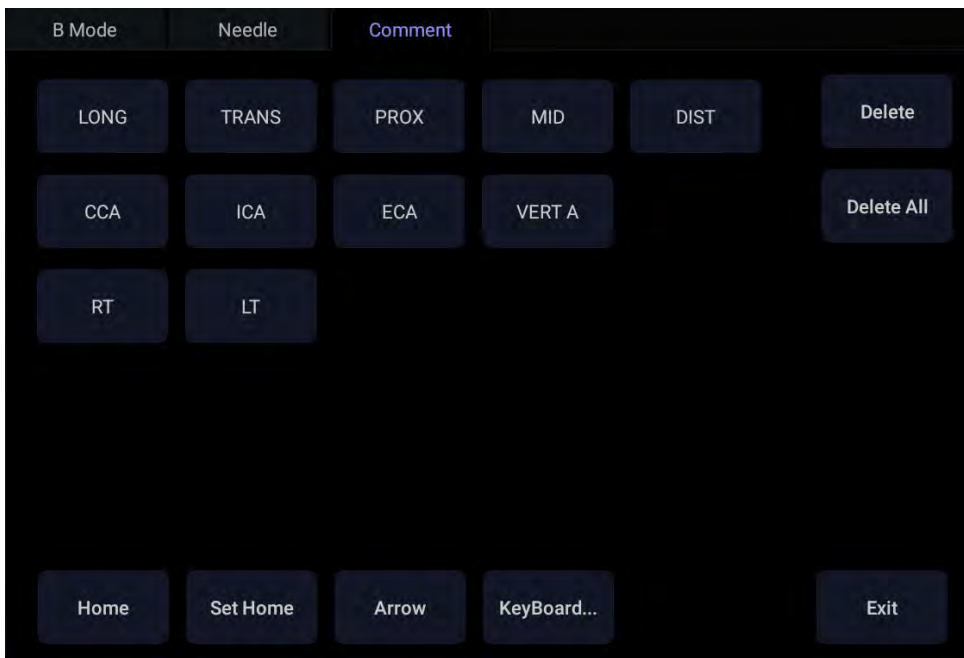 B Mode Needle Comment
LONG TRANS PROX MID DIST Delete
CCA ICA ECA VERT A Delete All
RT LT
Home Set Home Arrow KeyBoard... Exit